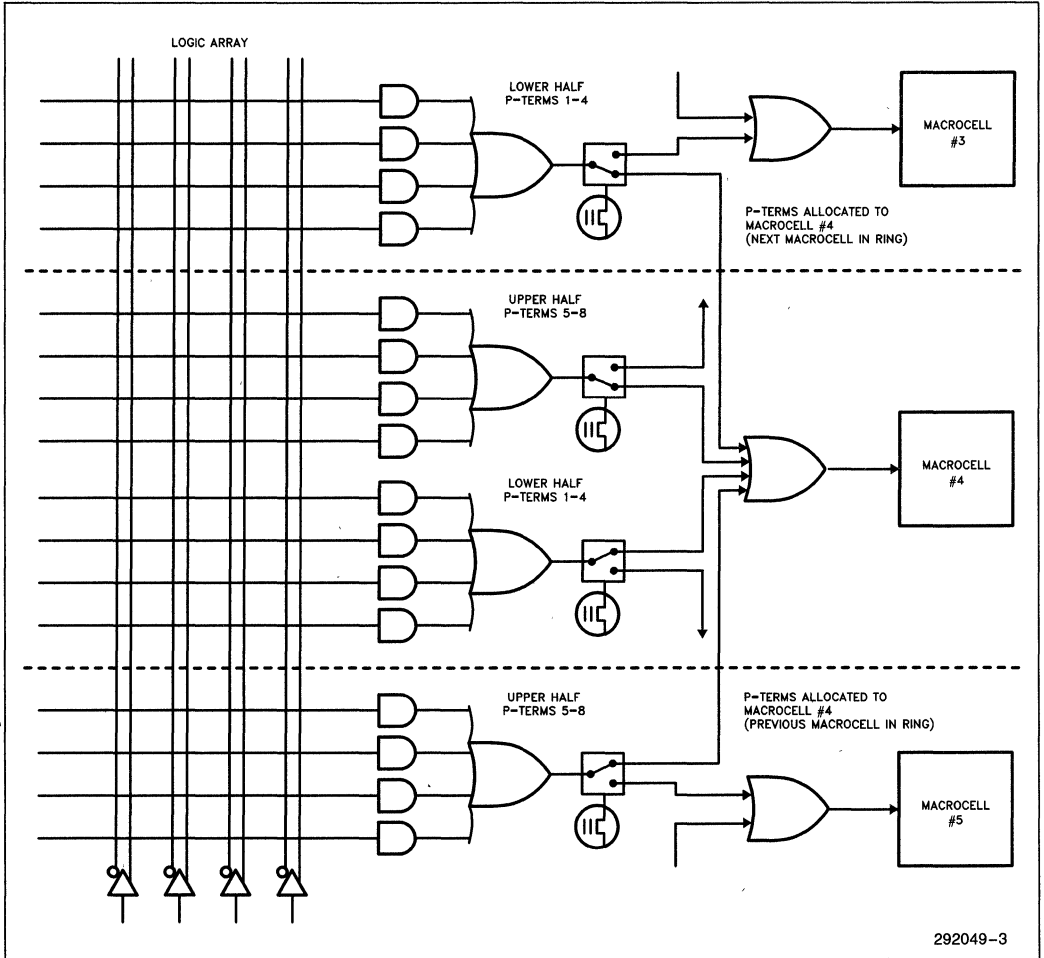 LOGIC ARRAY
LOWER HALF
P-TERMS 1-4
MACROCELL
#3
P-TERMS ALLOCATED TO
MACROCELL #4
(NEXT MACROCELL IN RING)
UPPER HALF
P-TERMS 5-8
MACROCELL
#4
LOWER HALF
P-TERMS 1-4
UPPER HALF
P-TERMS 5-8
P-TERMS ALLOCATED TO
MACROCELL #4
(PREVIOUS MACROCELL IN RING)
MACROCELL
#5
292049-3